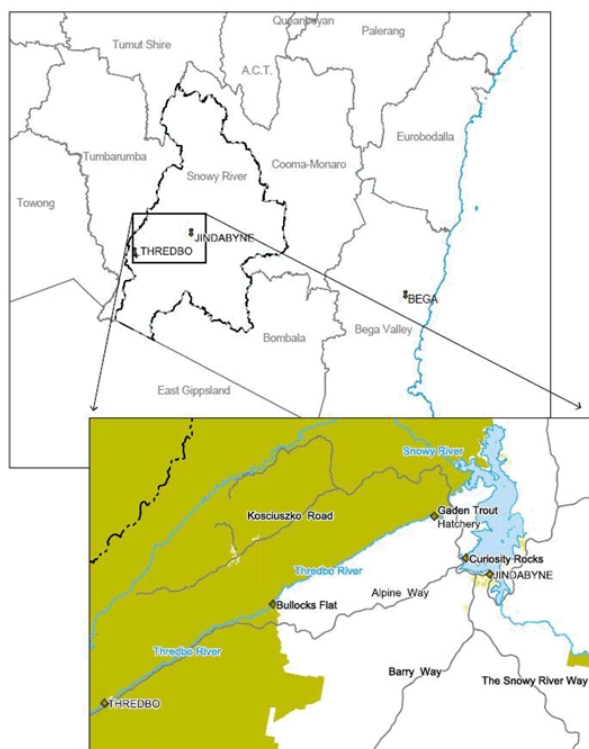 Queanbeyan
Tumut Shire
Palerang
A.C.T.
Eurobodalla
Tumbarumba
Cooma-Monaro
Snowy River
Towong
JINDABYNE
THREDBO
BEGA
Bega Valley
Bombala
East Gippsland
Snowy River
Gaden Trout
Hatchery
Kosciuszko Road
Curiosity Rocks
Thredbo River
JINDABYNE
Alpine Way
Bullocks Flat
Thredbo River
Barry Way
The Snowy River Way
THREDBO